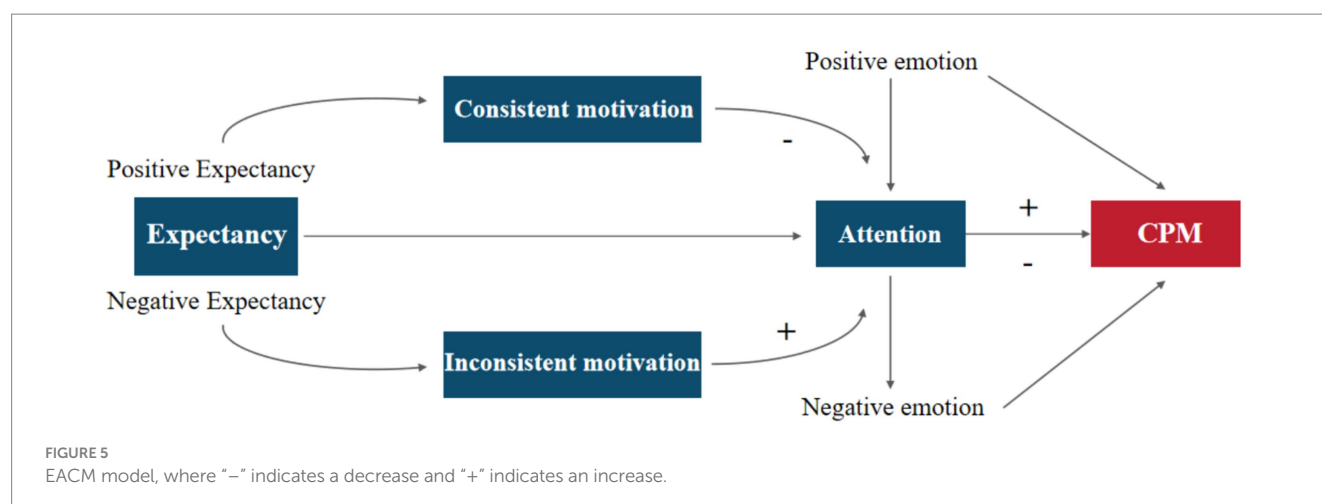 Positive emotion
Consistent motivation
-
Positive Expectancy
Expectancy
Attention
+
-
CPM
Negative Expectancy
+
Inconsistent motivation
Negative emotion
FIGURE 5
EACM model, where “–” indicates a decrease and “+” indicates an increase.